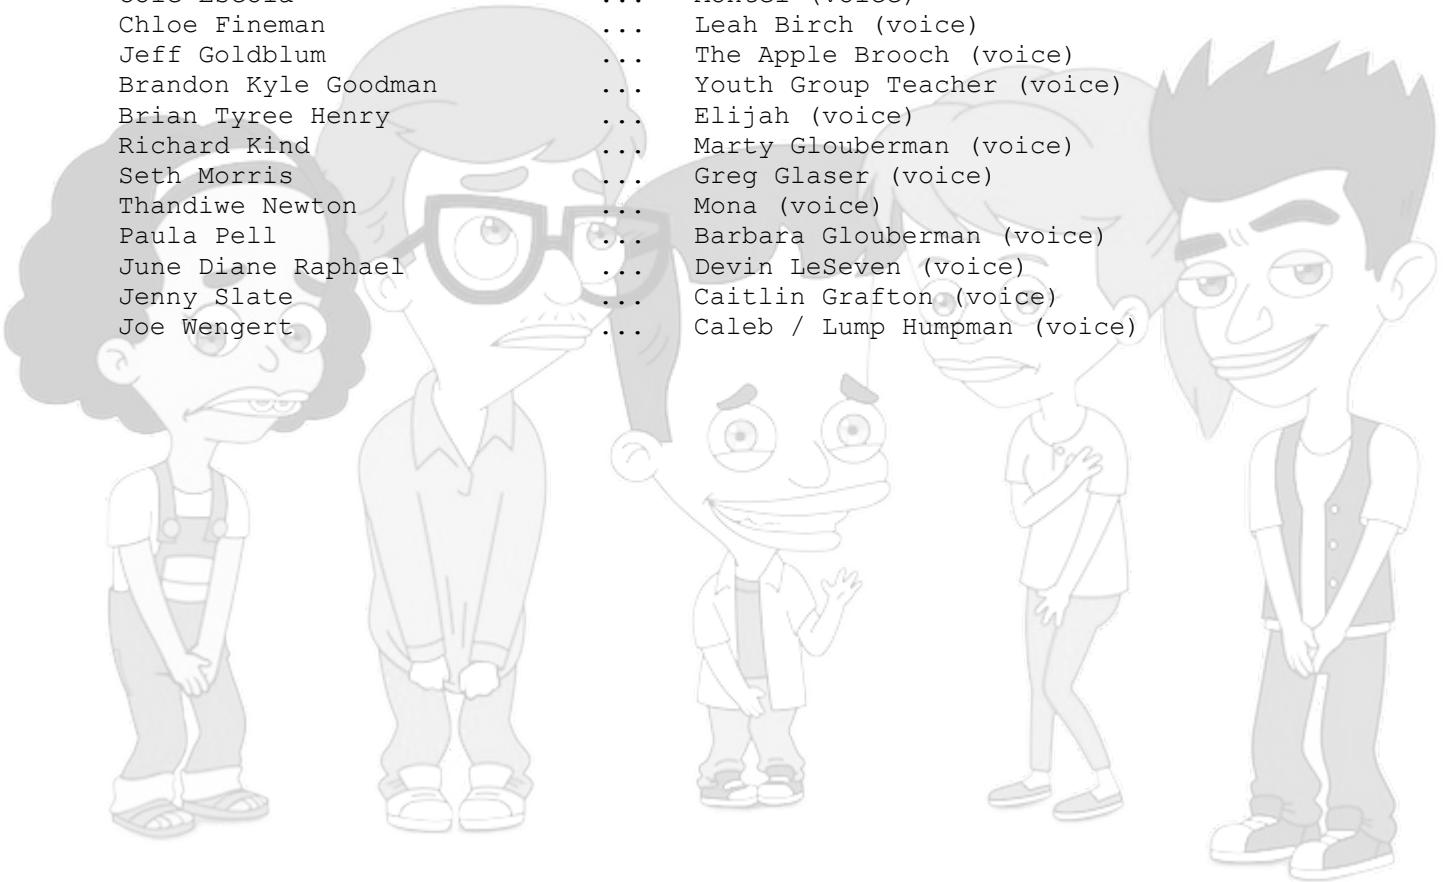 Chloe Fineman ... Leah Birch (voice)
Jeff Goldblum ... The Apple Brooch (voice)
Brandon Kyle Goodman ... Youth Group Teacher (voice)
Brian Tyree Henry ... Elijah (voice)
Richard Kind ... Marty Glouberman (voice)
Seth Morris ... Greg Glaser (voice)
Thandiwe Newton ... Mona (voice)
Paula Pell ... Barbara Glouberman (voice)
June Diane Raphael ... Devin LeSeven (voice)
Jenny Slate ... Caitlin Grafton (voice)
Joe Wengert ... Caleb / Lump Humpman (voice)